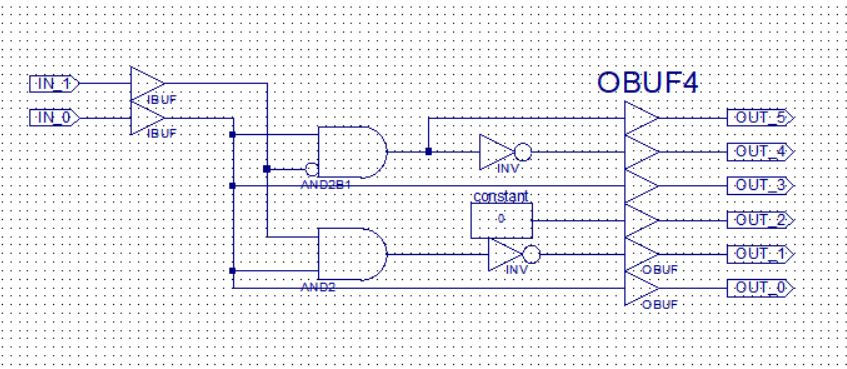 OBUF4
IN_1
IBUF
IN_0
IBUF
OUT_5
OUT_4
INV
AND2B1
OUT_3
constant
0
OUT_2
OUT_1
INV
OBUF
AND2
OUT_0
OBUF